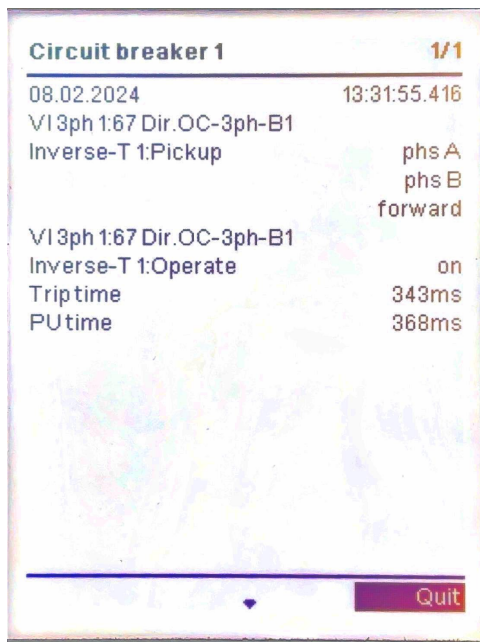 Circuit breaker 1 1/1
08.02.2024 13:31:55.416
VI 3ph 1:67 Dir.OC-3ph-B1
Inverse-T 1:Pickup phs A
phs B
forward
VI 3ph 1:67 Dir.OC-3ph-B1
Inverse-T 1:Operate on
Trip time 343ms
PU time 368ms
Quit